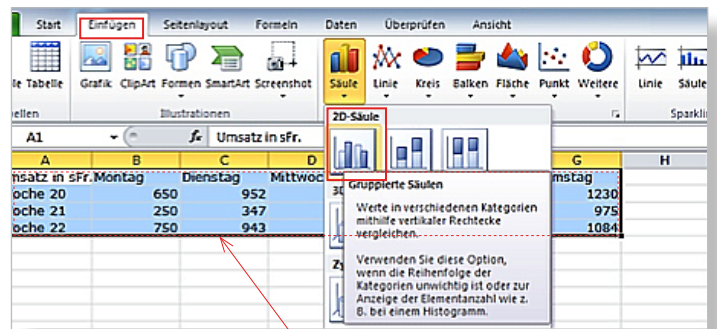 Start Einfügen Seitenlayout Formeln Daten Überprüfen Ansicht
le Tabelle Grafik ClipArt Formen SmartArt Screenshot Säule Linie Kreis Balken Fläche Punkt Weitere Linie Säule
ellen Illustrationen Sparkli
2D-Säule
A1 fx Umsatz in sFr.
A B C D G H
nsatz in sFr. Montag Dienstag Mittwoc mstag
oche 20 650 952 1230
oche 21 250 347 975
oche 22 750 943 1084
3D
Zy
Gruppierte Säulen
Werte in verschiedenen Kategorien
mithilfe vertikaler Rechtecke
vergleichen.
Verwenden Sie diese Option,
wenn die Reihenfolge der
Kategorien unwichtig ist oder zur
Anzeige der Elementanzahl wie z.
B. bei einem Histogramm.